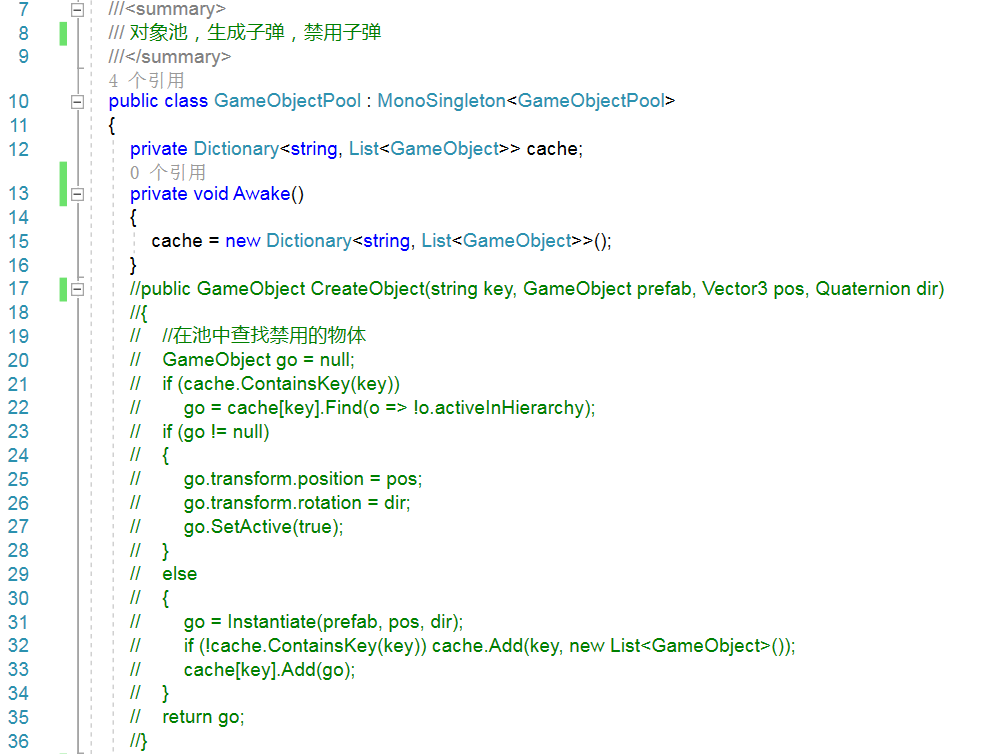 7 ///<summary>
8 /// 对象池，生成子弹，禁用子弹
9 ///</summary>
4 个引用
10 public class GameObjectPool : MonoSingleton<GameObjectPool>
11 {
12 private Dictionary<string, List<GameObject>> cache;
0 个引用
13 private void Awake()
14 {
15 cache = new Dictionary<string, List<GameObject>>();
16 }
17 //public GameObject CreateObject(string key, GameObject prefab, Vector3 pos, Quaternion dir)
18 //{
19 // //在池中查找禁用的物体
20 // GameObject go = null;
21 // if (cache.ContainsKey(key))
22 // go = cache[key].Find(o => !o.activeInHierarchy);
23 // if (go != null)
24 // {
25 // go.transform.position = pos;
26 // go.transform.rotation = dir;
27 // go.SetActive(true);
28 // }
29 // else
30 // {
31 // go = Instantiate(prefab, pos, dir);
32 // if (!cache.ContainsKey(key)) cache.Add(key, new List<GameObject>());
33 // cache[key].Add(go);
34 // }
35 // return go;
36 //}